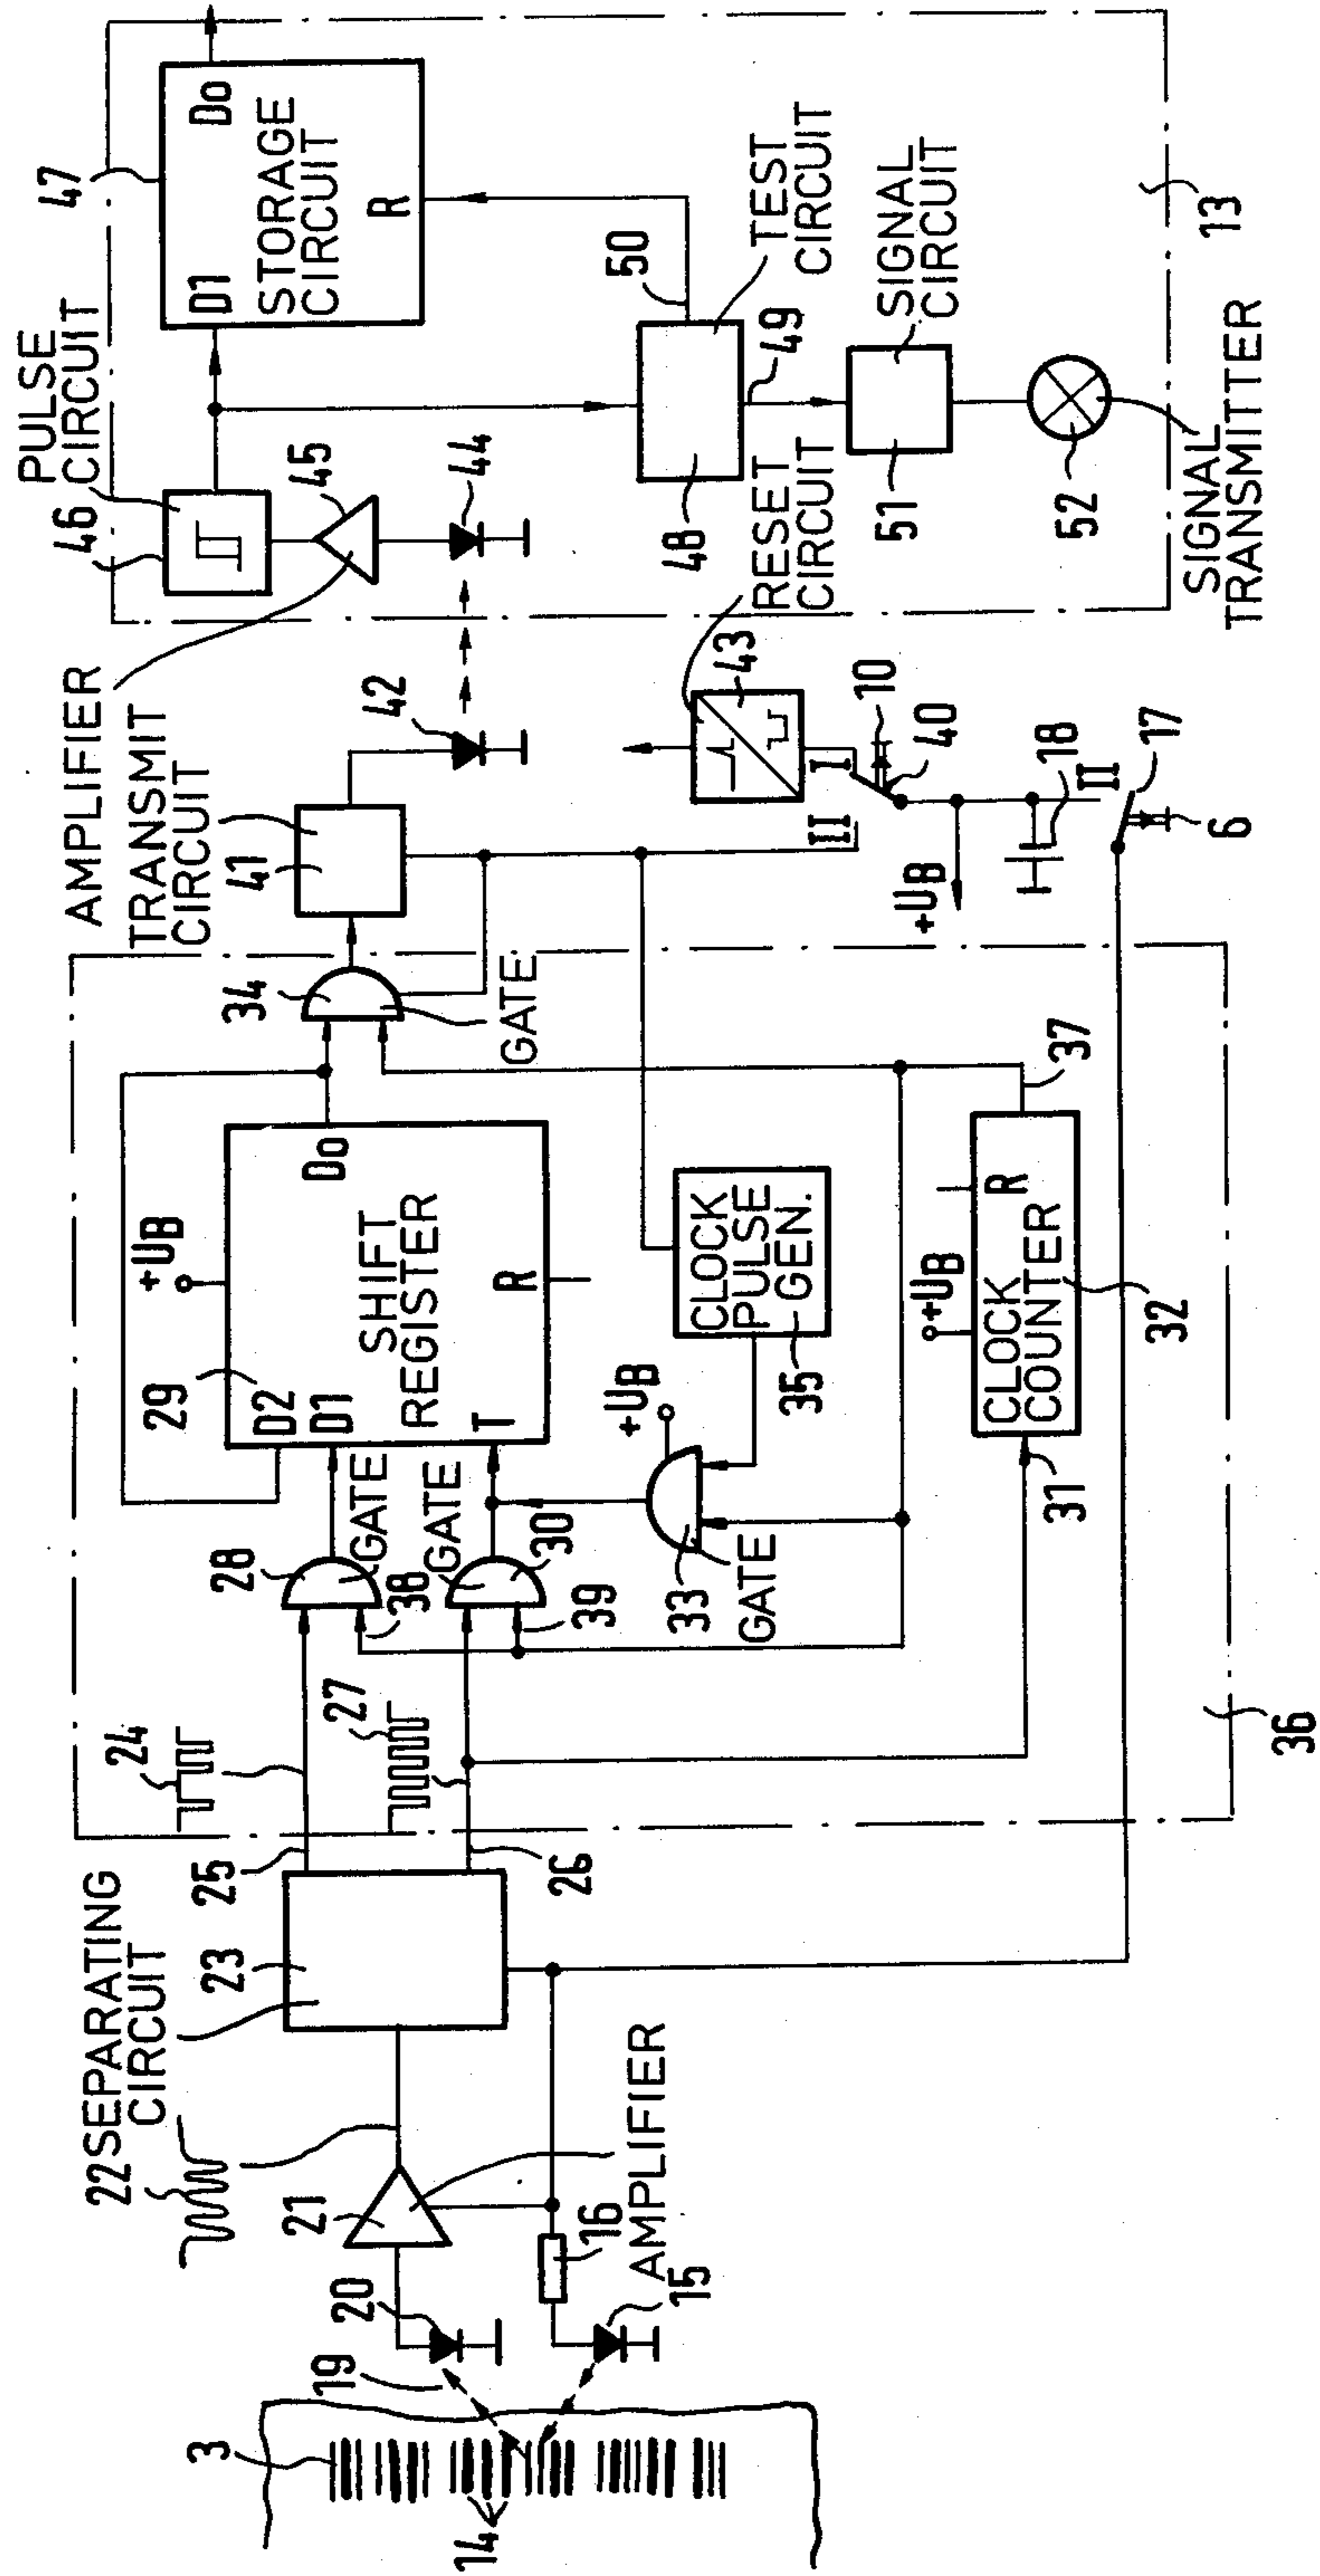 3
14
19
20
15
16
AMPLIFIER
21
22
SEPARATING
CIRCUIT
23
25
26
24
27
28
GATE
38
GATE
30
39
33
GATE
+UB
29
D2
D1
T
SHIFT
REGISTER
+UB
Do
R
CLOCK
PULSE
GEN.
35
31
CLOCK
COUNTER
+UB
R
32
37
36
34
GATE
41
TRANSMIT
CIRCUIT
AMPLIFIER
42
43
RESET
CIRCUIT
I
II
10
40
+UB
18
II
17
6
44
45
46
PULSE
CIRCUIT
47
D1
Do
STORAGE
CIRCUIT
R
48
50
49
TEST
CIRCUIT
51
SIGNAL
CIRCUIT
52
SIGNAL
TRANSMITTER
13